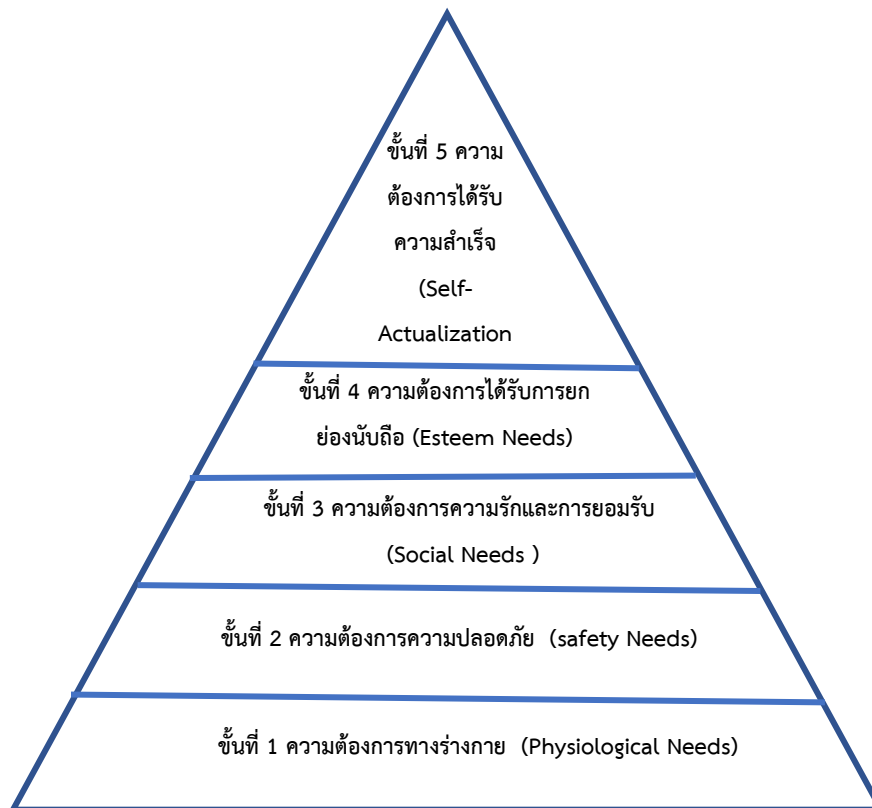 ขั้นที่ 5 ความ
ต้องการได้รับ
ความสำเร็จ
(Self-
Actualization
ขั้นที่ 4 ความต้องการได้รับการยก
ย่องนับถือ (Esteem Needs)
ขั้นที่ 3 ความต้องการความรักและการยอมรับ
(Social Needs )
ขั้นที่ 2 ความต้องการความปลอดภัย (safety Needs)
ขั้นที่ 1 ความต้องการทางร่างกาย (Physiological Needs)